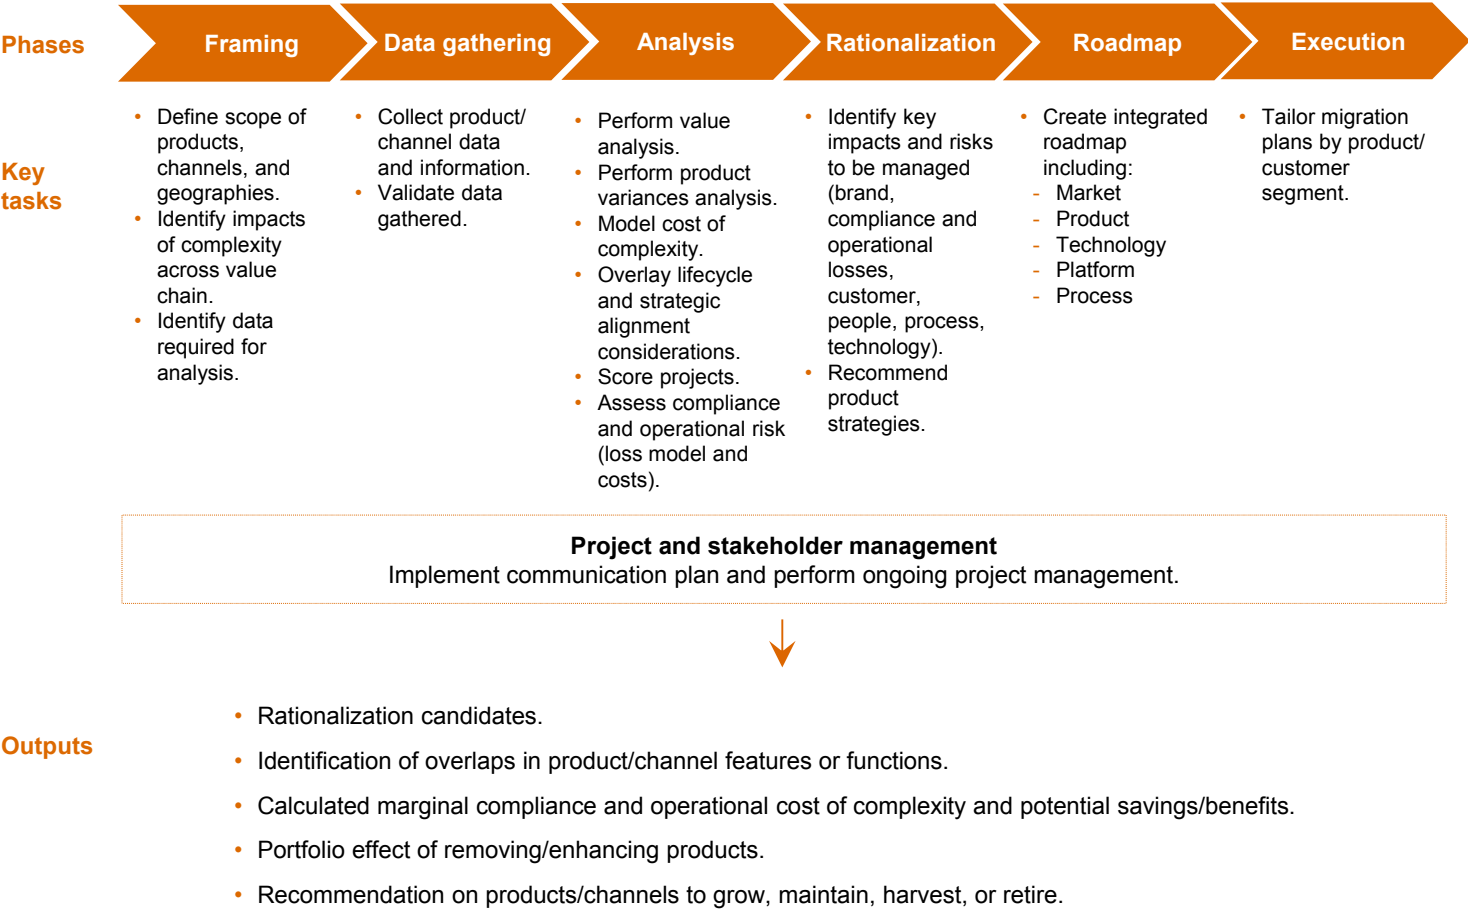 Phases
Framing
Data gathering
Analysis
Rationalization
Roadmap
Execution
Key
tasks
• Define scope of
products,
channels, and
geographies.
• Identify impacts
of complexity
across value
chain.
• Identify data
required for
analysis.
• Collect product/
channel data
and information.
• Validate data
gathered.
• Perform value
analysis.
• Perform product
variances analysis.
• Model cost of
complexity.
• Overlay lifecycle
and strategic
alignment
considerations.
• Score projects.
• Assess compliance
and operational risk
(loss model and
costs).
• Identify key
impacts and risks
to be managed
(brand,
compliance and
operational
losses,
customer,
people, process,
technology).
• Recommend
product
strategies.
• Create integrated
roadmap
including:
- Market
- Product
- Technology
- Platform
- Process
• Tailor migration
plans by product/
customer
segment.
Project and stakeholder management
Implement communication plan and perform ongoing project management.
Outputs
• Rationalization candidates.
• Identification of overlaps in product/channel features or functions.
• Calculated marginal compliance and operational cost of complexity and potential savings/benefits.
• Portfolio effect of removing/enhancing products.
• Recommendation on products/channels to grow, maintain, harvest, or retire.